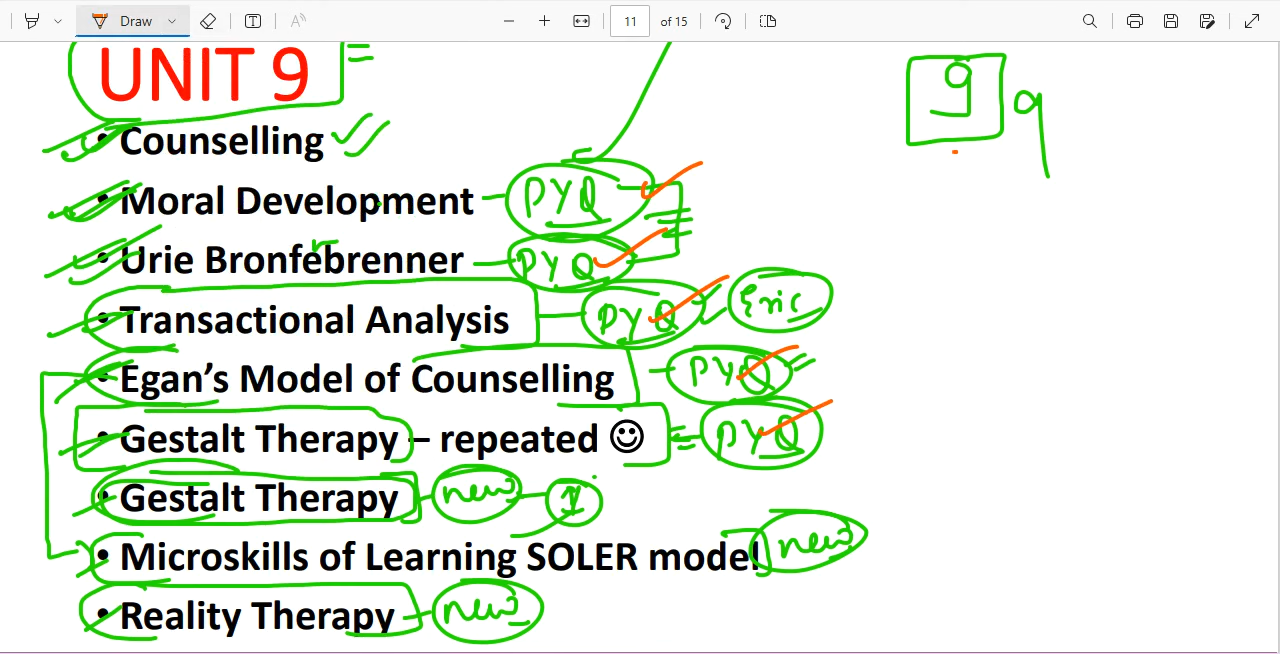 Draw
11 of 15
UNIT 9 =
9 9
• Counselling
• Moral Development PYQ
• Urie Bronfebrenner r PYQ
• Transactional Analysis PYQ Eric
• Egan's Model of Counselling PYQ
• Gestalt Therapy – repeated ☺ PYQ
• Gestalt Therapy new 1
• Microskills of Learning SOLER model new
• Reality Therapy new